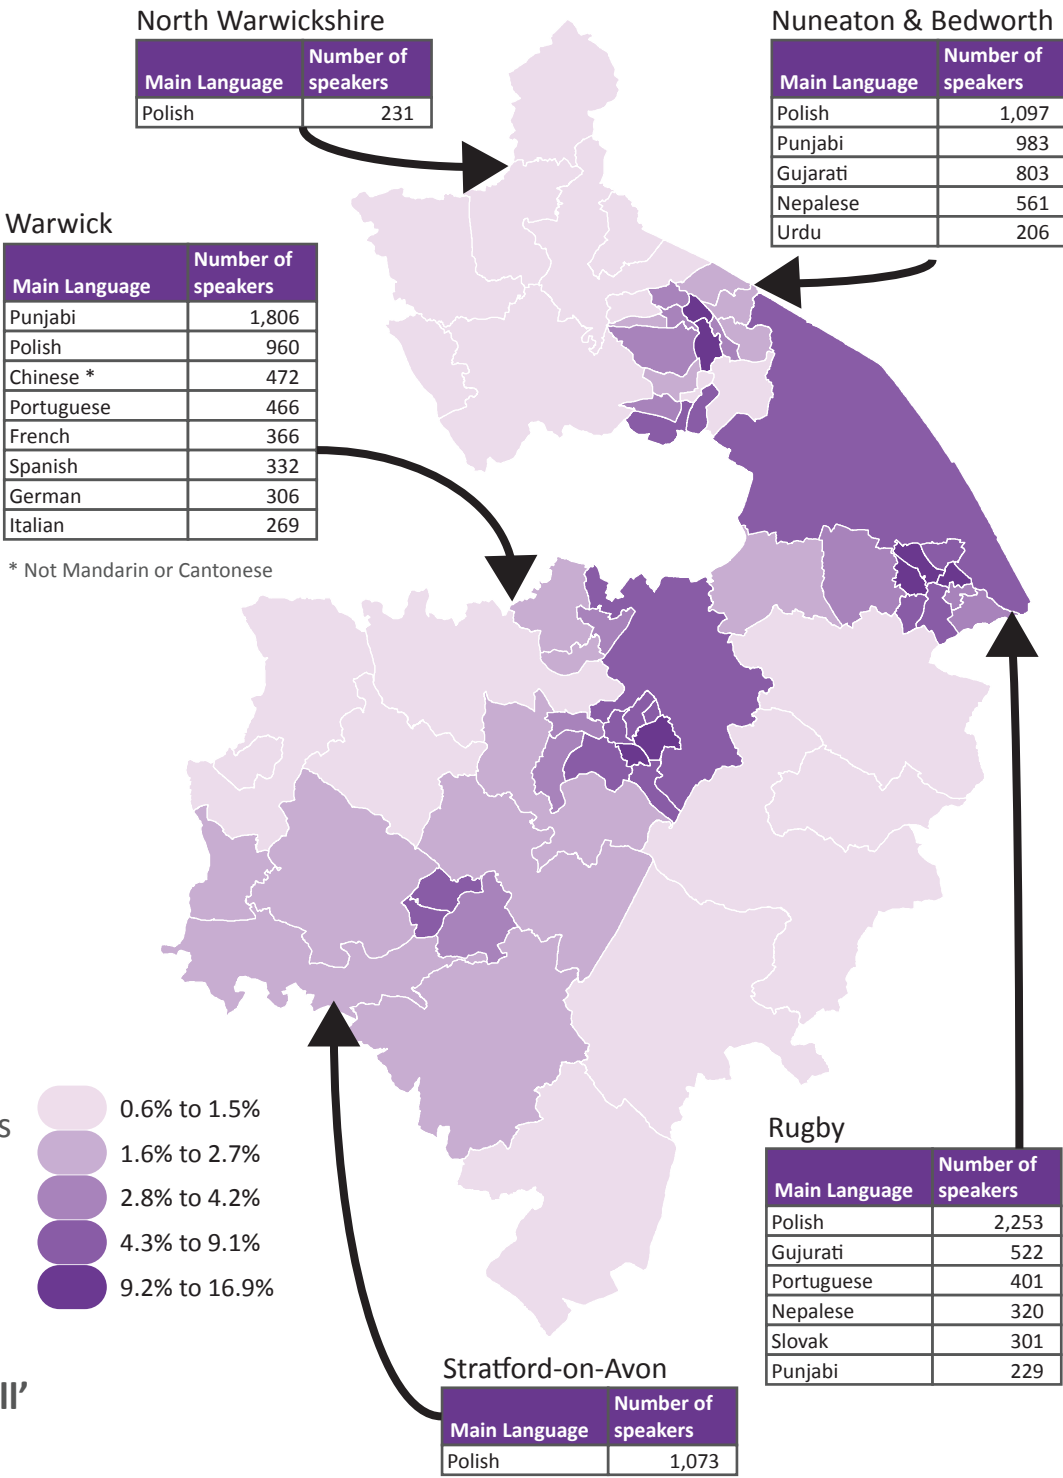 North Warwickshire
Main Language Number of speakers
Polish 231
Nuneaton & Bedworth
Main Language Number of speakers
Polish 1,097
Punjabi 983
Gujarati 803
Nepalese 561
Urdu 206
Warwick
Main Language Number of speakers
Punjabi 1,806
Polish 960
Chinese * 472
Portuguese 466
French 366
Spanish 332
German 306
Italian 269
* Not Mandarin or Cantonese
s
0.6% to 1.5%
1.6% to 2.7%
2.8% to 4.2%
4.3% to 9.1%
9.2% to 16.9%
ll’
Rugby
Main Language Number of speakers
Polish 2,253
Gujurati 522
Portuguese 401
Nepalese 320
Slovak 301
Punjabi 229
Stratford-on-Avon
Main Language Number of speakers
Polish 1,073